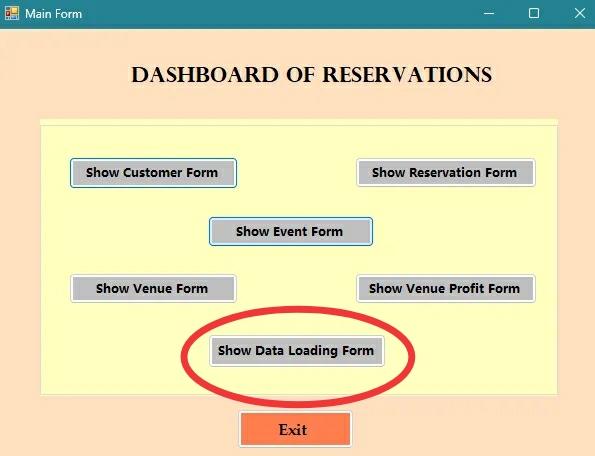 Main Form
DASHBOARD OF RESERVATIONS
Show Customer Form
Show Reservation Form
Show Event Form
Show Venue Form
Show Venue Profit Form
Show Data Loading Form
Exit